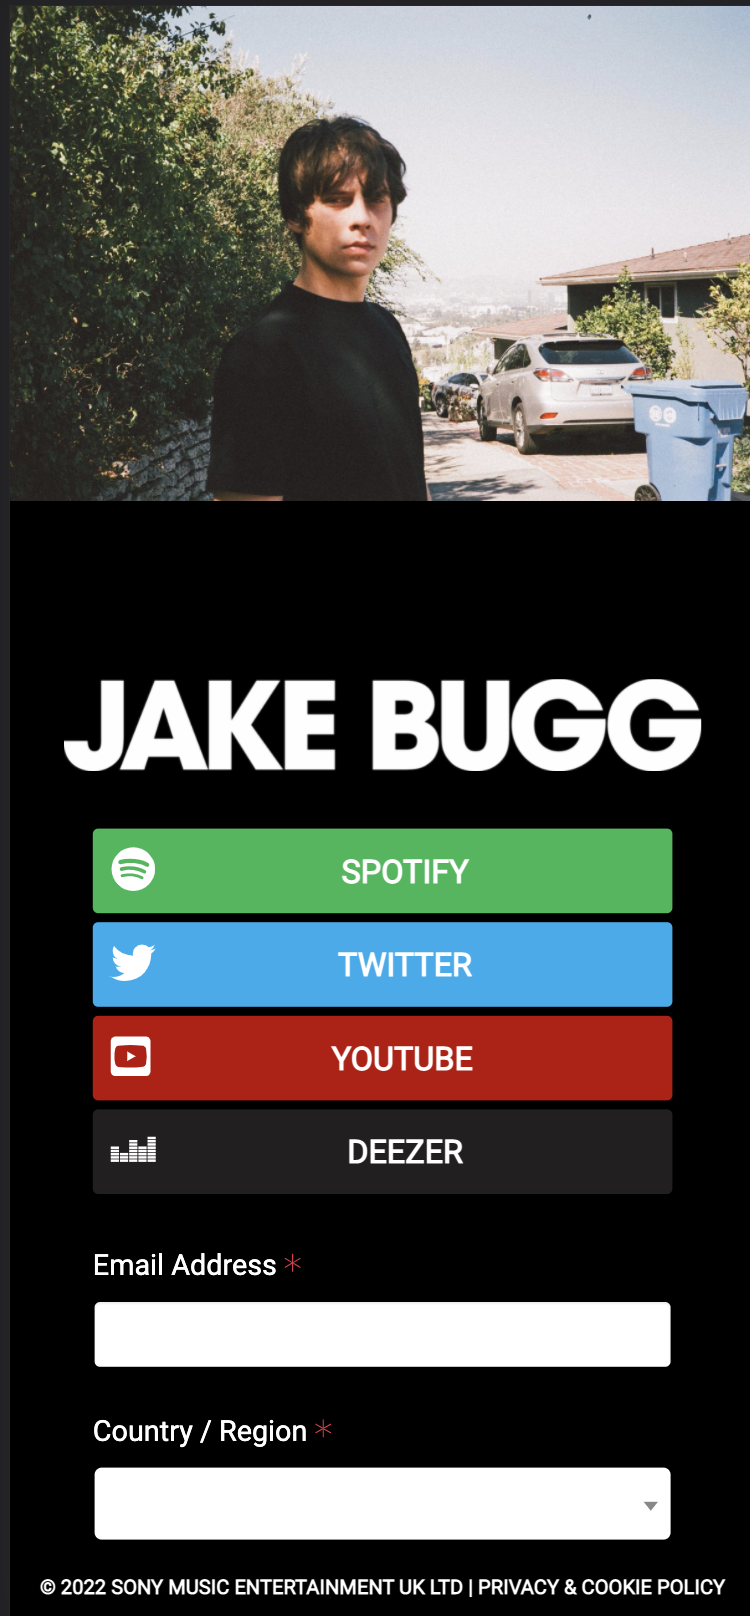 JAKE BUGG
SPOTIFY
TWITTER
YOUTUBE
DEEZER
Email Address *
Country / Region *
© 2022 SONY MUSIC ENTERTAINMENT UK LTD | PRIVACY & COOKIE POLICY